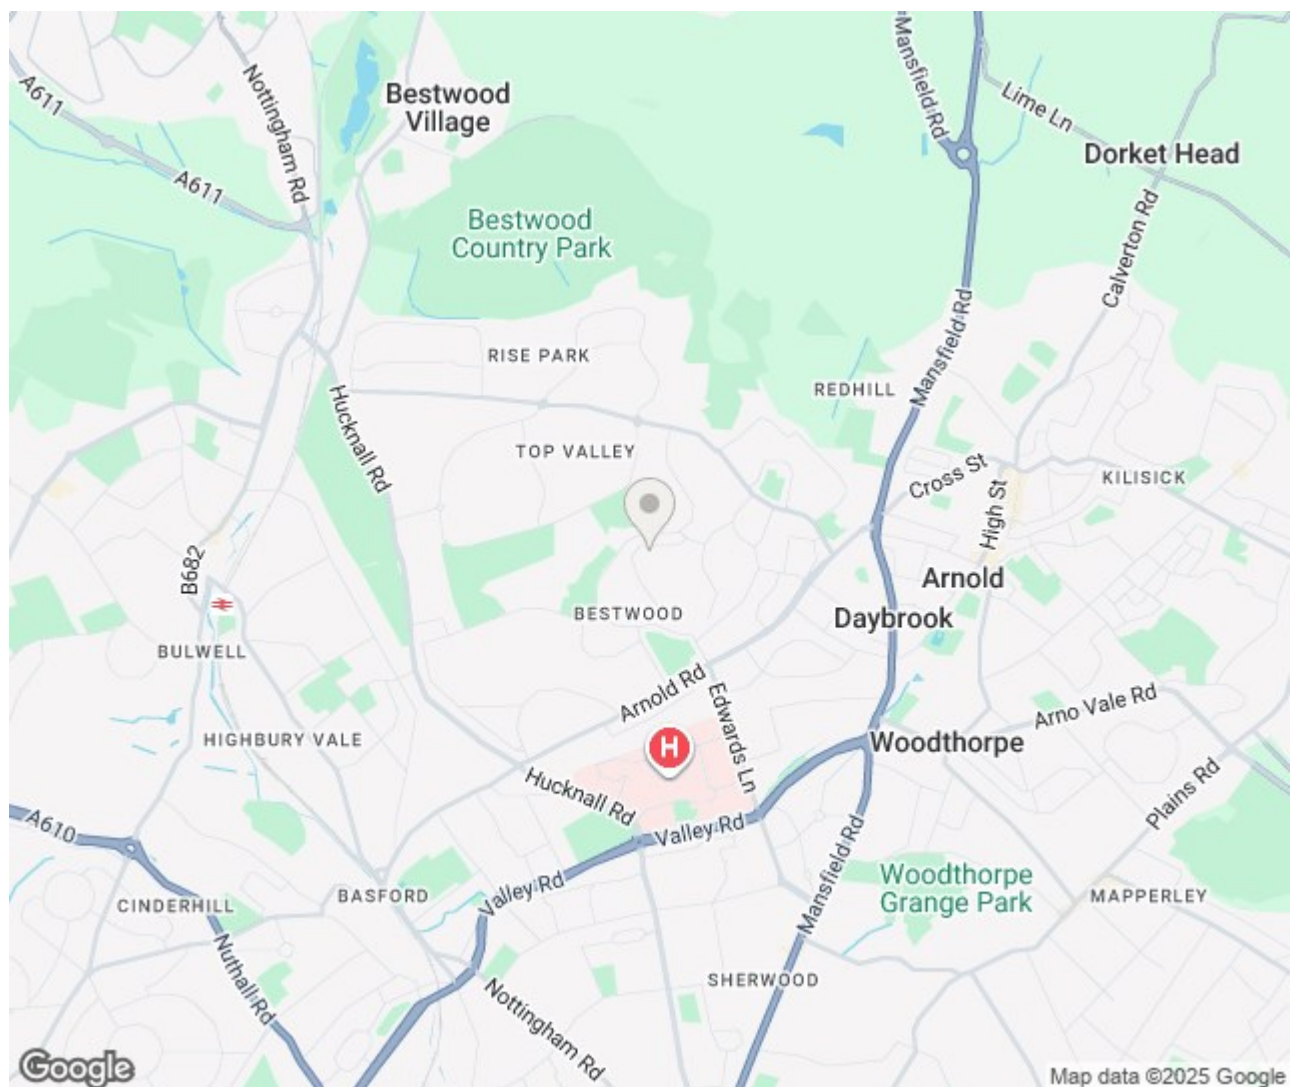 A611
Nottingham Rd
Bestwood
Village
Mansfield Rd
Lime Ln
Dorket Head
A611
Calverton Rd
Bestwood
Country Park
Mansfield Rd
RISE PARK
REDHILL
Hucknall Rd
TOP VALLEY
Cross St
KILISICK
High St
B682
Arnold
BESTWOOD
Daybrook
BULWELL
Arnold Rd
Edwards Ln
Arno Vale Rd
HIGHBURY VALE
H
Woodthorpe
Hucknall Rd
Plains Rd
A610
Valley Rd
Mansfield Rd
Woodthorpe
Grange Park
Valley Rd
BASFORD
MAPPERLEY
CINDERHILL
Nuthall Rd
SHERWOOD
Nottingham Rd
Google
Map data ©2025 Google